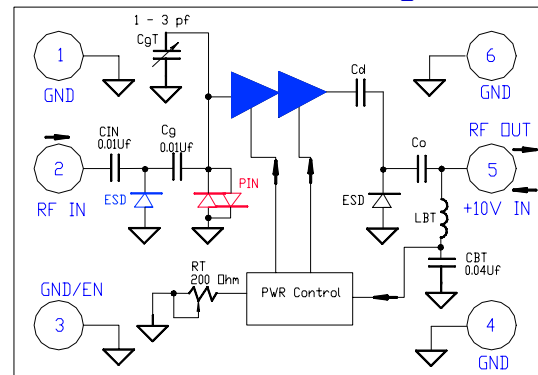 1 - 3 pf
CgT
1
GND
6
GND
Cd
CIN
0.01Uf
Cg
0.01Uf
Co
RF OUT
2
RF IN
ESD
PIN
ESD
5
+10V IN
LBT
CBT
0.04Uf
GND/EN
3
RT
200 Ohm
PWR Control
4
GND